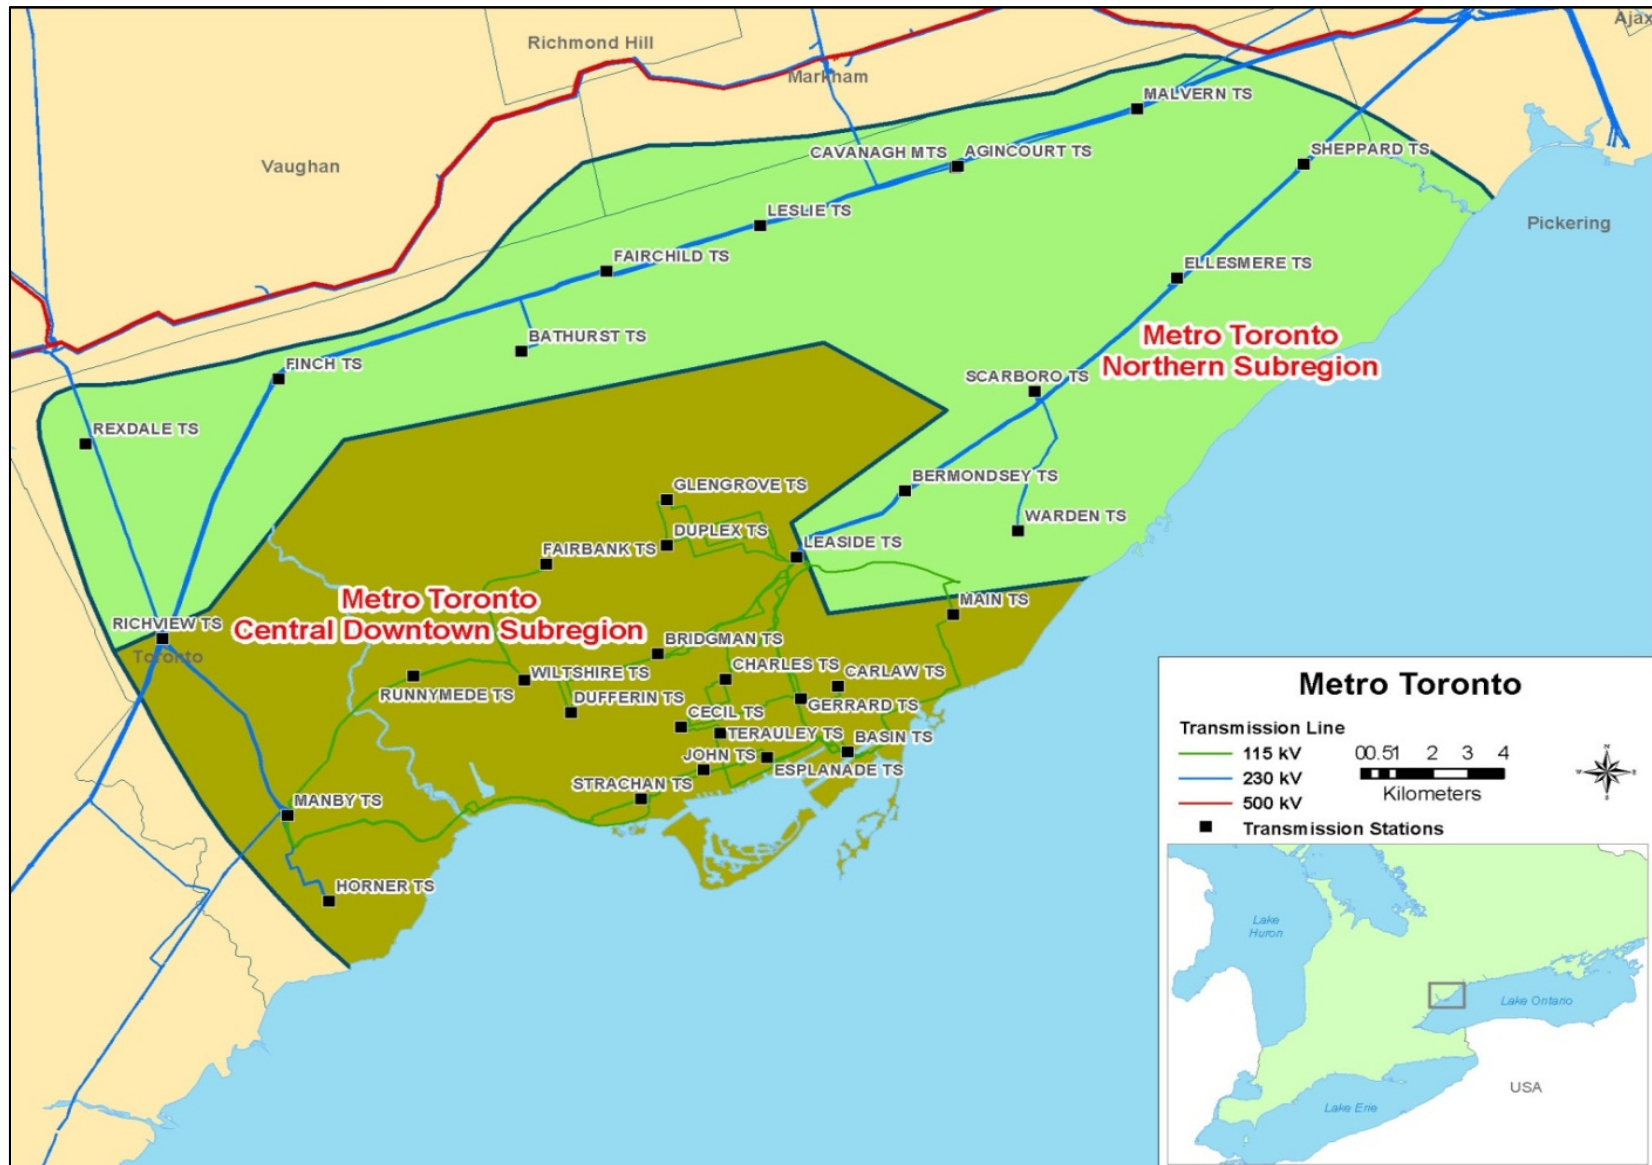 Richmond Hill
Ajax
Markham
MALVERN TS
CAVANAGH MTS
AGINCOURT TS
SHEPPARD TS
Vaughan
LESLIE TS
Pickering
FAIRCHILD TS
ELLESMERE TS
BATHURST TS
Metro Toronto
Northern Subregion
FINCH TS
SCARBORO TS
REXDALE TS
BERMONDSEY TS
GLENGROVE TS
WARDEN TS
DUPLEX TS
LEASIDE TS
FAIRBANK TS
Metro Toronto
Central Downtown Subregion
MAIN TS
RICHVIEW TS
Toronto
BRIDGMAN TS
CHARLES TS
CARLAW TS
WILTSHIRE TS
RUNNYMEDE TS
DUFFERIN TS
GERRARD TS
CECIL TS
TERAULEY TS
BASIN TS
JOHN TS
ESPLANADE TS
STRACHAN TS
MANBY TS
HORNER TS
Metro Toronto
Transmission Line
115 kV
230 kV
500 kV
Transmission Stations
00.51 2 3 4
Kilometers
N
W
E
S
Lake
Huron
Lake Ontario
USA
Lake Erie